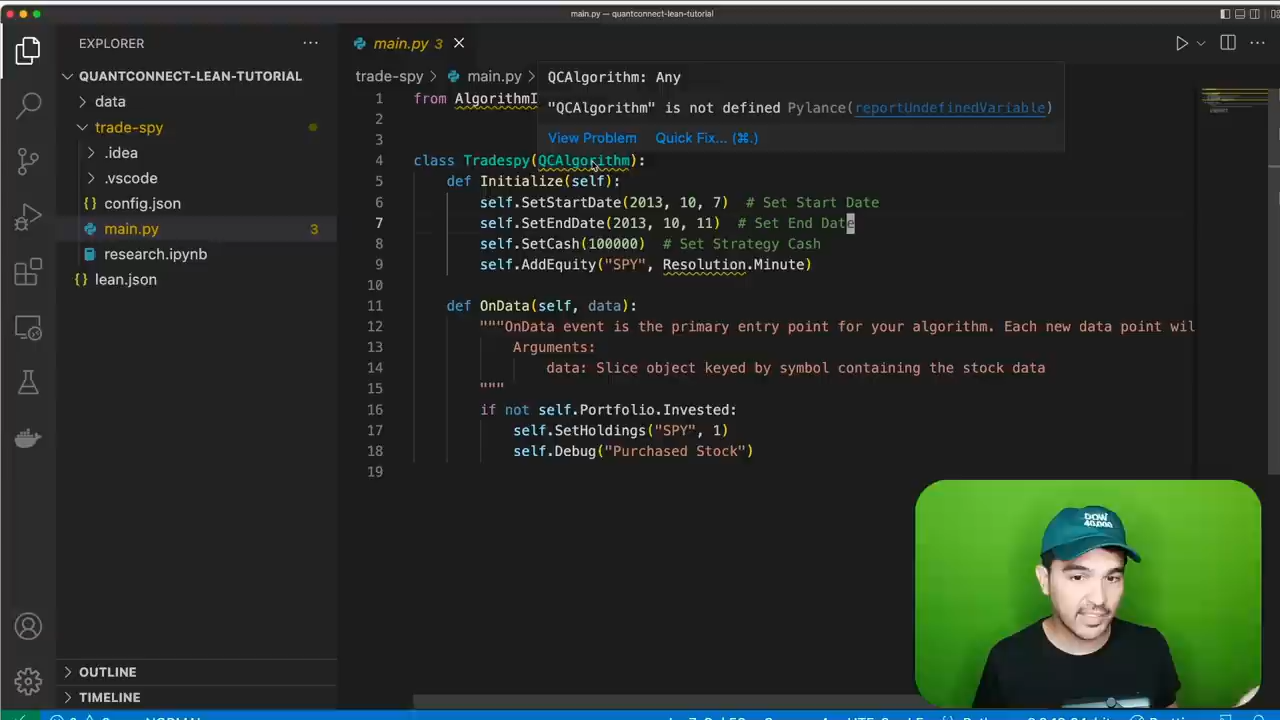 main.py — quantconnect-lean-tutorial
EXPLORER
main.py 3
QUANTCONNECT-LEAN-TUTORIAL
data
trade-spy
.idea
.vscode
config.json
main.py 3
research.ipynb
lean.json
OUTLINE
TIMELINE
trade-spy > main.py >
QCAlgorithm: Any
"QCAlgorithm" is not defined Pylance(reportUndefinedVariable)
View Problem Quick Fix... (⌘.)
1 from AlgorithmI
2
3
4 class Tradespy(QCAlgorithm):
5 def Initialize(self):
6 self.SetStartDate(2013, 10, 7) # Set Start Date
7 self.SetEndDate(2013, 10, 11) # Set End Date
8 self.SetCash(100000) # Set Strategy Cash
9 self.AddEquity("SPY", Resolution.Minute)
10
11 def OnData(self, data):
12 """OnData event is the primary entry point for your algorithm. Each new data point wil
13 Arguments:
14 data: Slice object keyed by symbol containing the stock data
15 """
16 if not self.Portfolio.Invested:
17 self.SetHoldings("SPY", 1)
18 self.Debug("Purchased Stock")
19
DOW
40,000